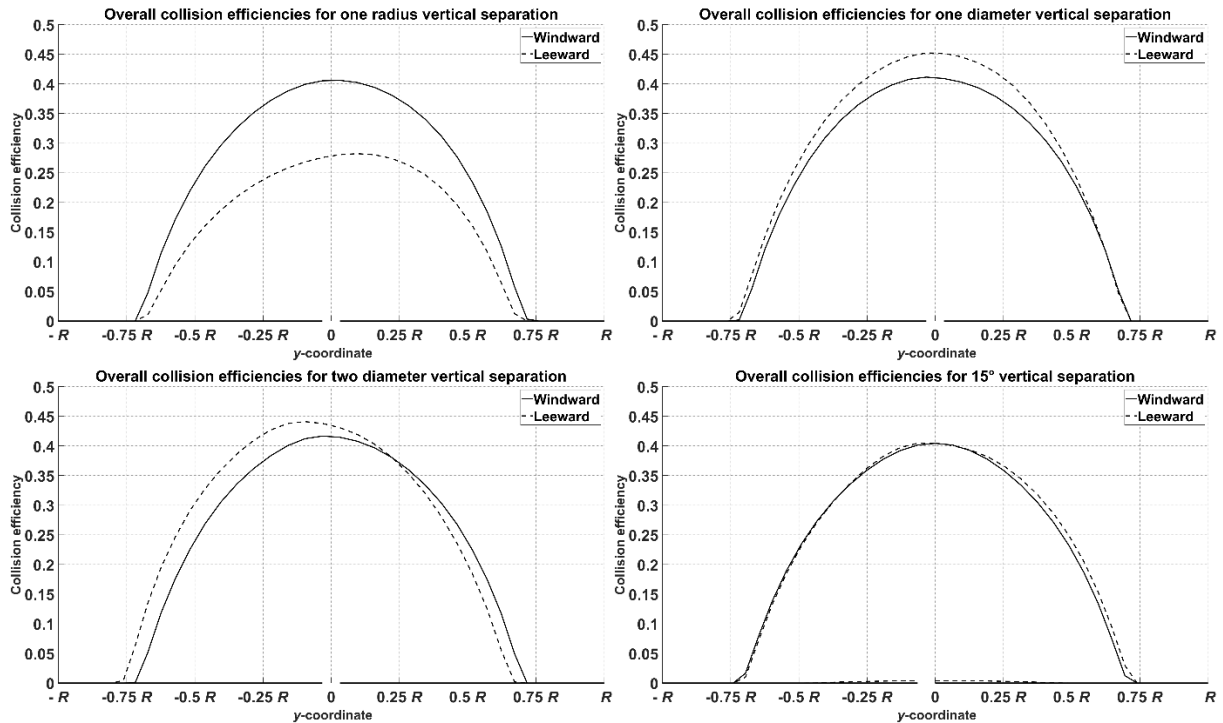 Overall collision efficiencies for one radius vertical separation
0.5
0.45
0.4
0.35
0.3
0.25
0.2
0.15
0.1
0.05
0
Collision efficiency
Windward
Leeward
- R -0.75 R -0.5 R -0.25 R 0 0.25 R 0.5 R 0.75 R R
y-coordinate
Overall collision efficiencies for one diameter vertical separation
0.5
0.45
0.4
0.35
0.3
0.25
0.2
0.15
0.1
0.05
0
Collision efficiency
Windward
Leeward
- R -0.75 R -0.5 R -0.25 R 0 0.25 R 0.5 R 0.75 R R
y-coordinate
Overall collision efficiencies for two diameter vertical separation
0.5
0.45
0.4
0.35
0.3
0.25
0.2
0.15
0.1
0.05
0
Collision efficiency
Windward
Leeward
- R -0.75 R -0.5 R -0.25 R 0 0.25 R 0.5 R 0.75 R R
y-coordinate
Overall collision efficiencies for 15° vertical separation
0.5
0.45
0.4
0.35
0.3
0.25
0.2
0.15
0.1
0.05
0
Collision efficiency
Windward
Leeward
- R -0.75 R -0.5 R -0.25 R 0 0.25 R 0.5 R 0.75 R R
y-coordinate